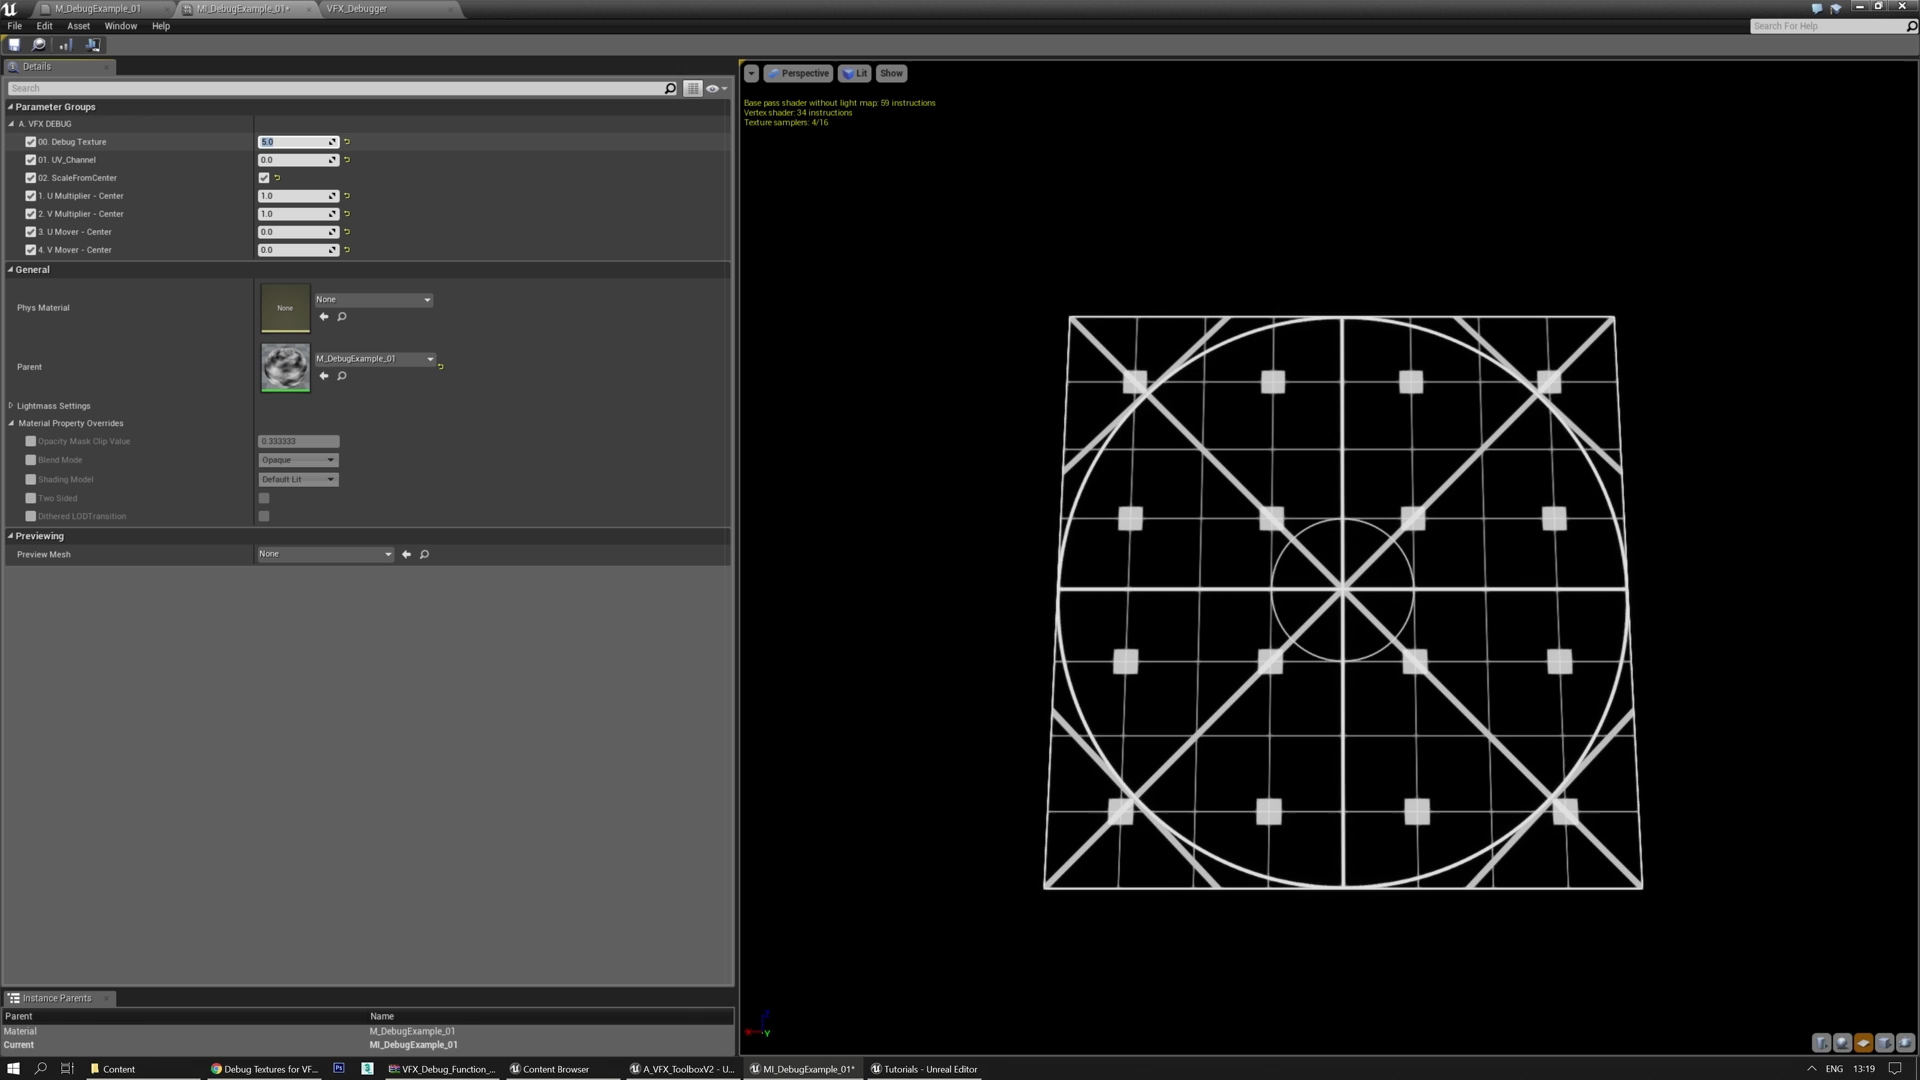 M_DebugExample_01
MI_DebugExample_01*
VFX_Debugger
File Edit Asset Window Help
Search For Help
Details
Search
Parameter Groups
A. VFX DEBUG
00. Debug Texture 5.0
01. UV_Channel 0.0
02. ScaleFromCenter
1. U Multiplier - Center 1.0
2. V Multiplier - Center 1.0
3. U Mover - Center 0.0
4. V Mover - Center 0.0
General
Phys Material None None
Parent M_DebugExample_01
Lightmass Settings
Material Property Overrides
Opacity Mask Clip Value 0.333333
Blend Mode Opaque
Shading Model Default Lit
Two Sided
Dithered LODTransition
Previewing
Preview Mesh None
Perspective Lit Show
Base pass shader without light map: 59 instructions
Vertex shader: 34 instructions
Texture samplers: 4/16
Z
X Y
Instance Parents
Parent Name
Material M_DebugExample_01
Current MI_DebugExample_01
Content Debug Textures for VF... Ps 3 VFX_Debug_Function_... Content Browser A_VFX_ToolboxV2 - U... MI_DebugExample_01* Tutorials - Unreal Editor ENG 13:19